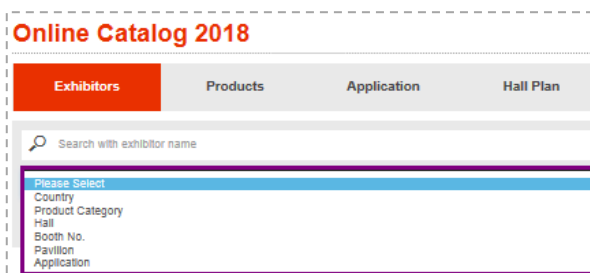 Online Catalog 2018
Exhibitors Products Application Hall Plan
Search with exhibitor name
Please Select
Country
Product Category
Hall
Booth No.
Pavilion
Application